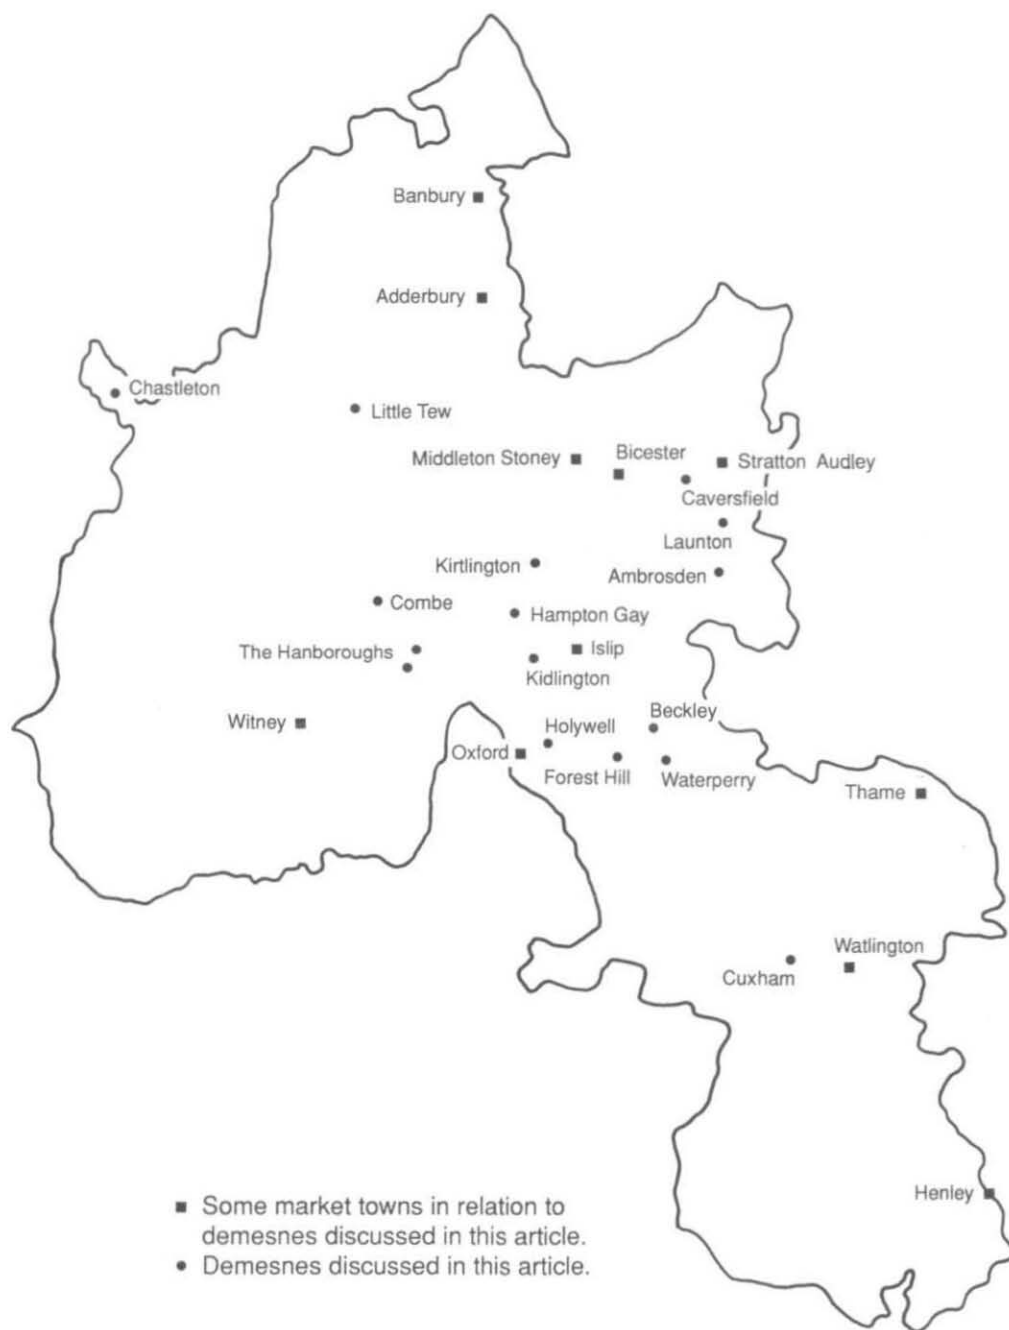 Banbury
Adderbury
Chastleton
Little Tew
Middleton Stoney
Bicester
Stratton Audley
Caversfield
Launton
Kirtlington
Ambrosden
Combe
Hampton Gay
The Hanboroughs
Islip
Kidlington
Witney
Beckley
Holywell
Oxford
Forest Hill
Waterperry
Thame
Watlington
Cuxham
Henley
Some market towns in relation to
demesnes discussed in this article.
Demesnes discussed in this article.